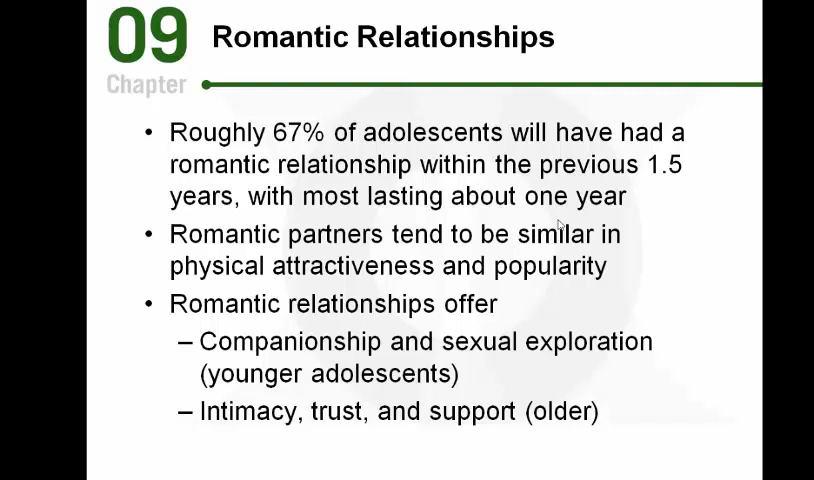 09
Chapter
Romantic Relationships
• Roughly 67% of adolescents will have had a
romantic relationship within the previous 1.5
years, with most lasting about one year
• Romantic partners tend to be similar in
physical attractiveness and popularity
• Romantic relationships offer
– Companionship and sexual exploration
(younger adolescents)
– Intimacy, trust, and support (older)